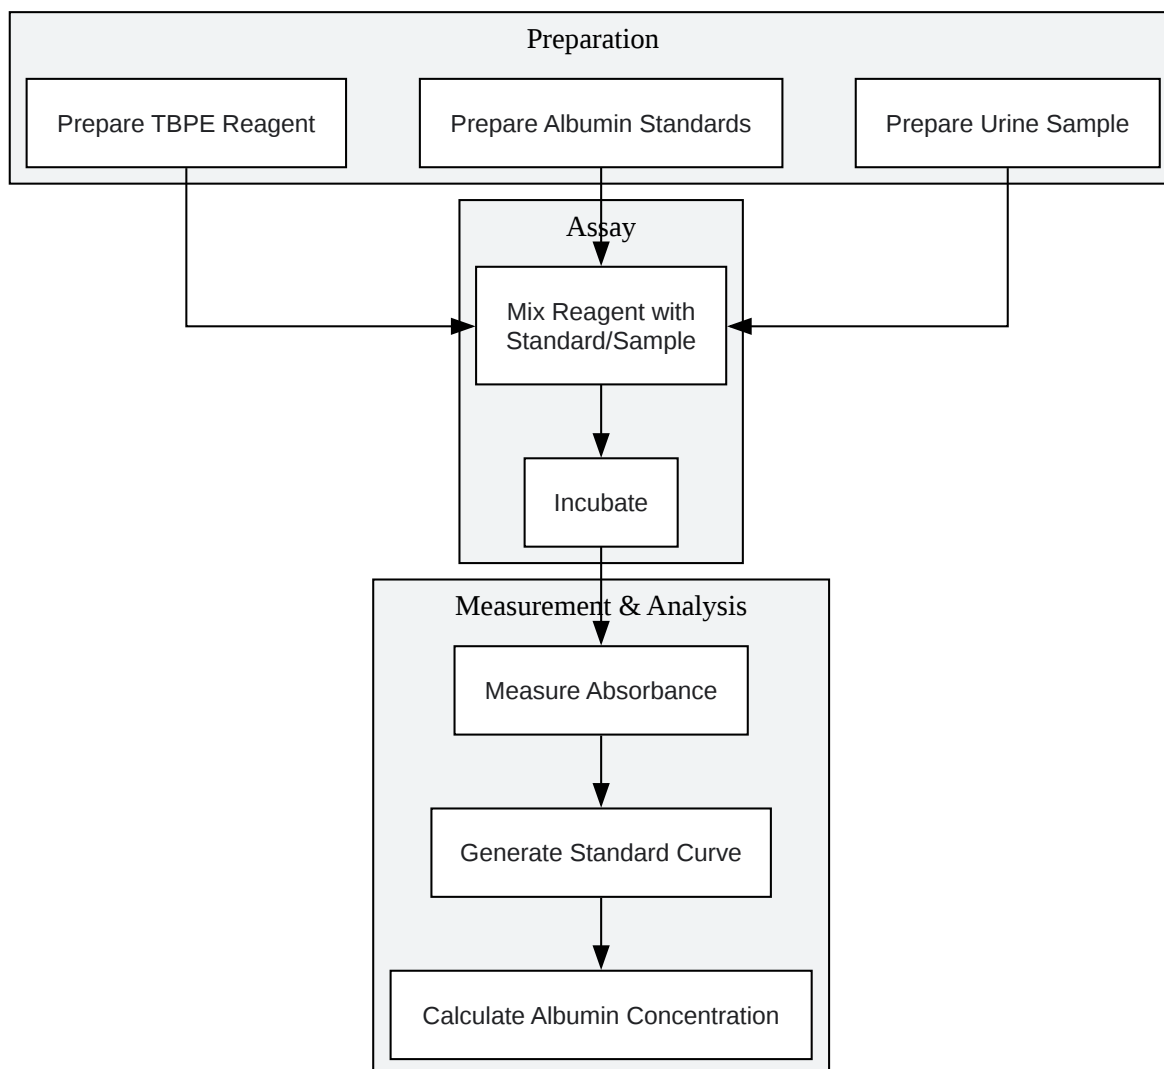 Preparation
Prepare TBPE Reagent
Prepare Albumin Standards
Prepare Urine Sample
Assay
Mix Reagent with
Standard/Sample
Incubate
Measurement & Analysis
Measure Absorbance
Generate Standard Curve
Calculate Albumin Concentration